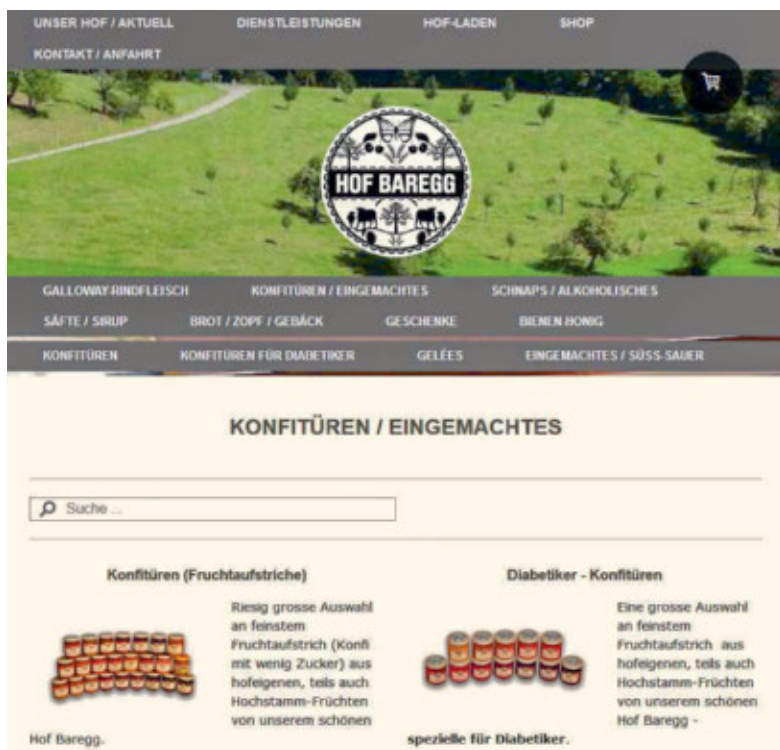 UNSER HOF / AKTUELL DIENSTLEISTUNGEN HOF-LADEN SHOP
KONTAKT / ANFAHRT
HOF BAREGG
GALLOWAY-RINDFLEISCH KONFITÜREN / EINGEMACHTES SCHNAPS / ALKOHOLISCHES
SÄFTE / SIRUP BROT / ZOPF / GEBÄCK GESCHENKE BIENEN-HONIG
KONFITÜREN KONFITÜREN FÜR DIABETIKER GELÉES EINGEMACHTES / SÜSS-SAUER
KONFITÜREN / EINGEMACHTES
Suche ...
Konfitüren (Fruchtaufstriche)
Riesig grosse Auswahl
an feinstem
Fruchtaufstrich (Konfi
mit wenig Zucker) aus
hofeigenen, teils auch
Hochstamm-Früchten
von unserem schönen
Hof Baregg.
Diabetiker - Konfitüren
Eine grosse Auswahl
an feinstem
Fruchtaufstrich aus
hofeigenen, teils auch
Hochstamm-Früchten
von unserem schönen
Hof Baregg -
spezielle für Diabetiker.